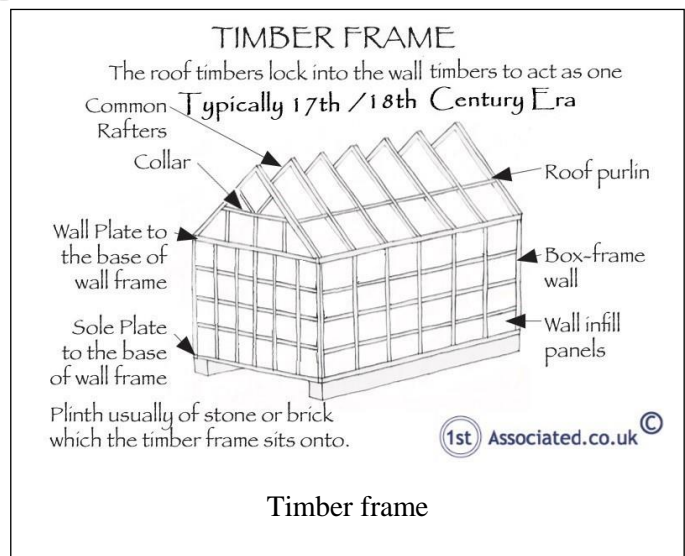 TIMBER FRAME
The roof timbers lock into the wall timbers to act as one
Typically 17th /18th Century Era
Common
Rafters
Collar
Roof purlin
Wall Plate to
the base of
wall frame
Box-frame
wall
Sole Plate
to the base
of wall frame
Wall infill
panels
Plinth usually of stone or brick
which the timber frame sits onto.
1st Associated.co.uk ©
Timber frame